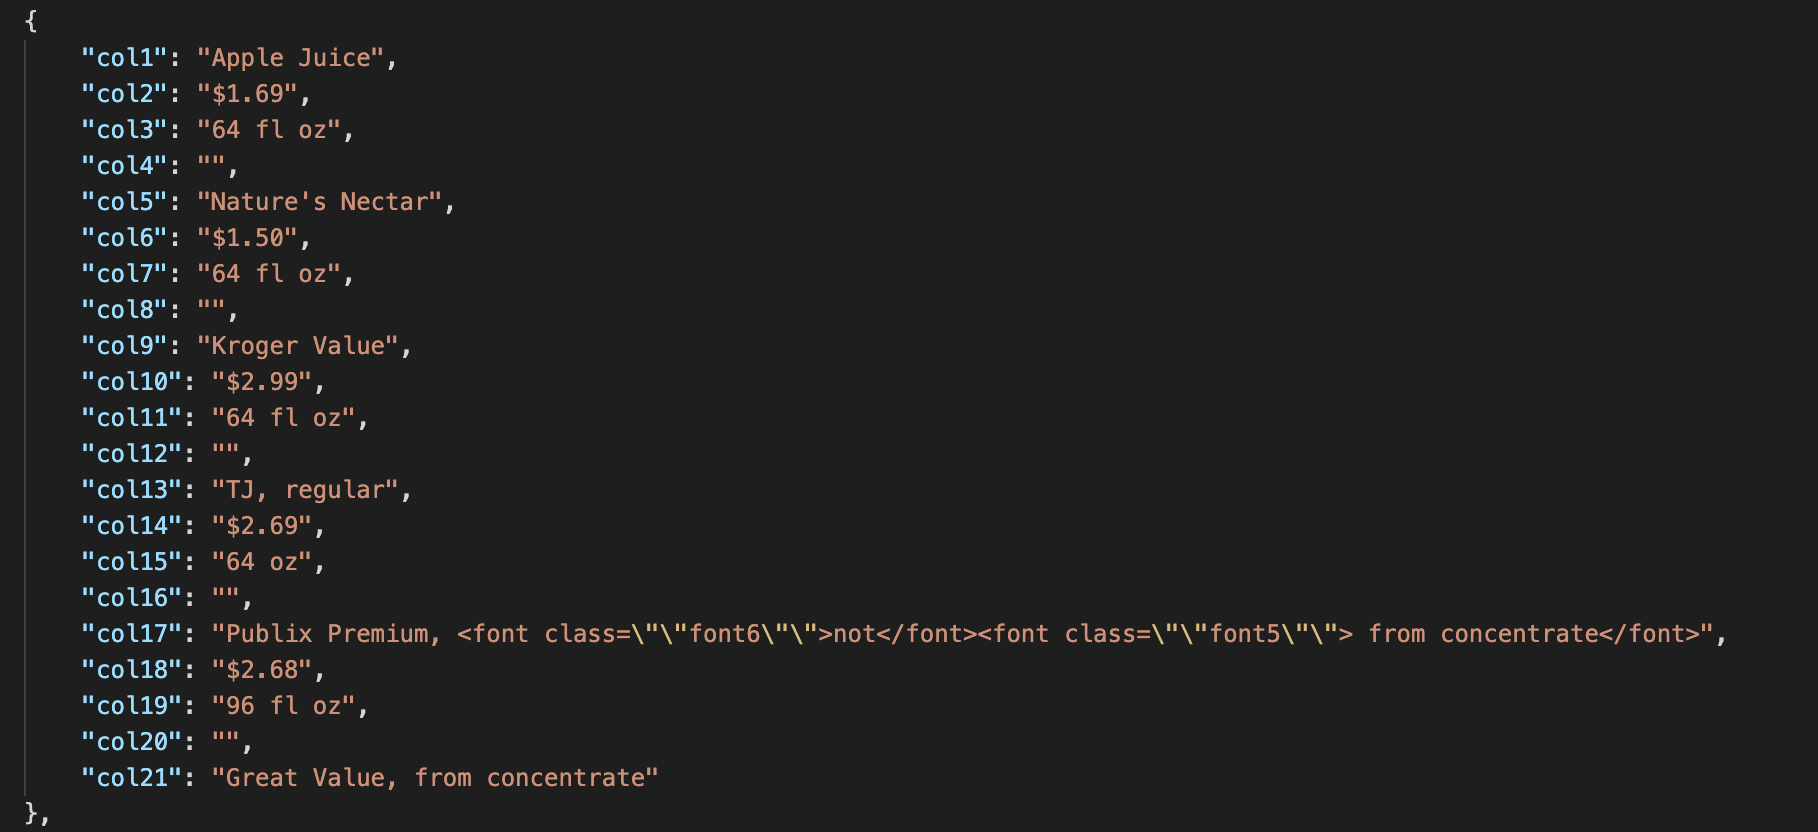 {
    "col1": "Apple Juice",
    "col2": "$1.69",
    "col3": "64 fl oz",
    "col4": "",
    "col5": "Nature's Nectar",
    "col6": "$1.50",
    "col7": "64 fl oz",
    "col8": "",
    "col9": "Kroger Value",
    "col10": "$2.99",
    "col11": "64 fl oz",
    "col12": "",
    "col13": "TJ, regular",
    "col14": "$2.69",
    "col15": "64 oz",
    "col16": "",
    "col17": "Publix Premium, <font class=\"\"font6\"\">not</font><font class=\"\"font5\"\"> from concentrate</font>",
    "col18": "$2.68",
    "col19": "96 fl oz",
    "col20": "",
    "col21": "Great Value, from concentrate"
},